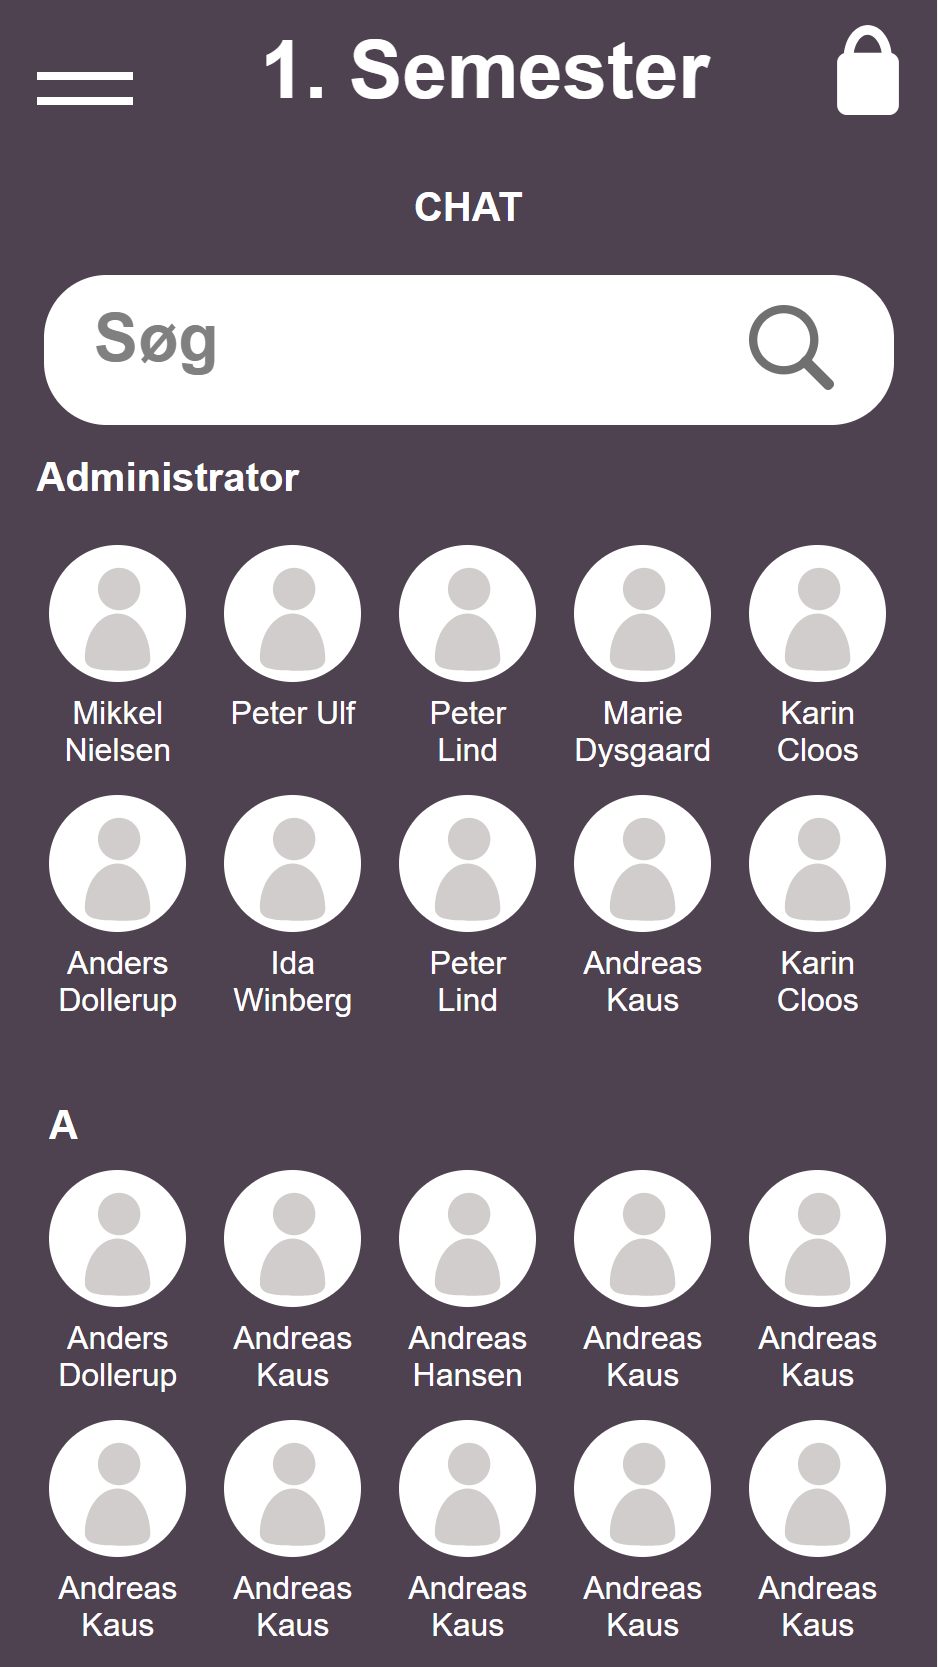 1. Semester
CHAT
Søg
Administrator
Mikkel
Nielsen
Peter Ulf
Peter
Lind
Marie
Dysgaard
Karin
Cloos
Anders
Dollerup
Ida
Winberg
Peter
Lind
Andreas
Kaus
Karin
Cloos
A
Anders
Dollerup
Andreas
Kaus
Andreas
Hansen
Andreas
Kaus
Andreas
Kaus
Andreas
Kaus
Andreas
Kaus
Andreas
Kaus
Andreas
Kaus
Andreas
Kaus